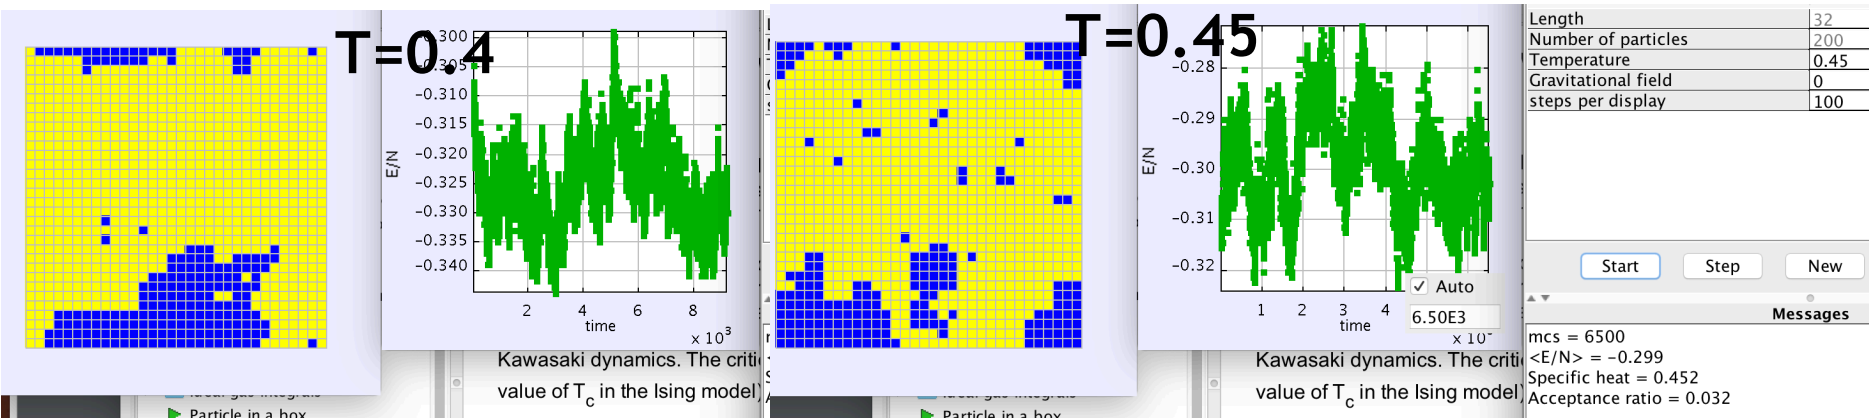 T=0.4
-0.300
-0.305
-0.310
-0.315
-0.320
-0.325
-0.330
-0.335
-0.340
E/N
2 4 6 8
time
x 10³
Kawasaki dynamics. The critic
value of Tc in the Ising model)
Particle in a box
T=0.45
-0.28
-0.29
-0.30
-0.31
-0.32
E/N
1 2 3 4
time
x 10
Auto
6.50E3
Kawasaki dynamics. The critic
value of Tc in the Ising model)
Particle in a box
Length 32
Number of particles 200
Temperature 0.45
Gravitational field 0
steps per display 100
Start Step New
Messages
mcs = 6500
<E/N> = -0.299
Specific heat = 0.452
Acceptance ratio = 0.032